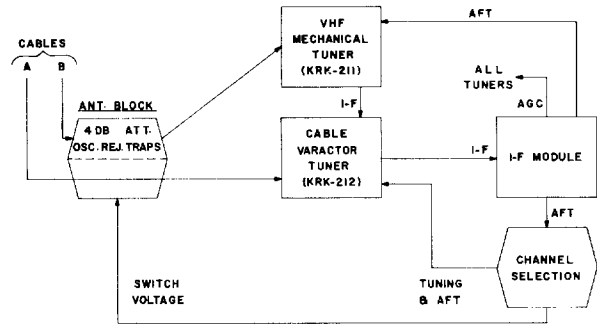 CABLES
A B
ANT. BLOCK
4 DB ATT.
OSC. REJ. TRAPS
VHF
MECHANICAL
TUNER
(KRK-211)
AFT
I-F
ALL
TUNERS
AGC
CABLE
VARACTOR
TUNER
(KRK-212)
I-F
I-F MODULE
AFT
CHANNEL
SELECTION
SWITCH
VOLTAGE
TUNING
& AFT